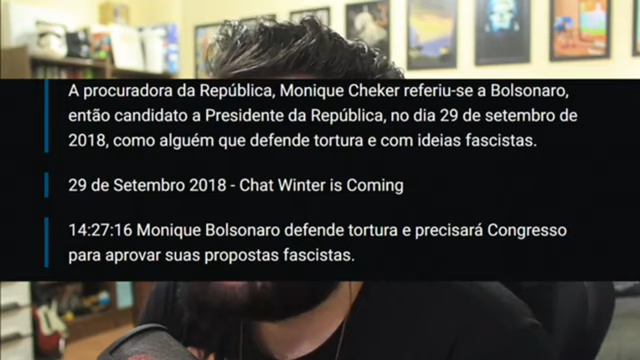 A procuradora da República, Monique Cheker referiu-se a Bolsonaro,
então candidato a Presidente da República, no dia 29 de setembro de
2018, como alguém que defende tortura e com ideias fascistas.
29 de Setembro 2018 - Chat Winter is Coming
14:27:16 Monique Bolsonaro defende tortura e precisará Congresso
para aprovar suas propostas fascistas.